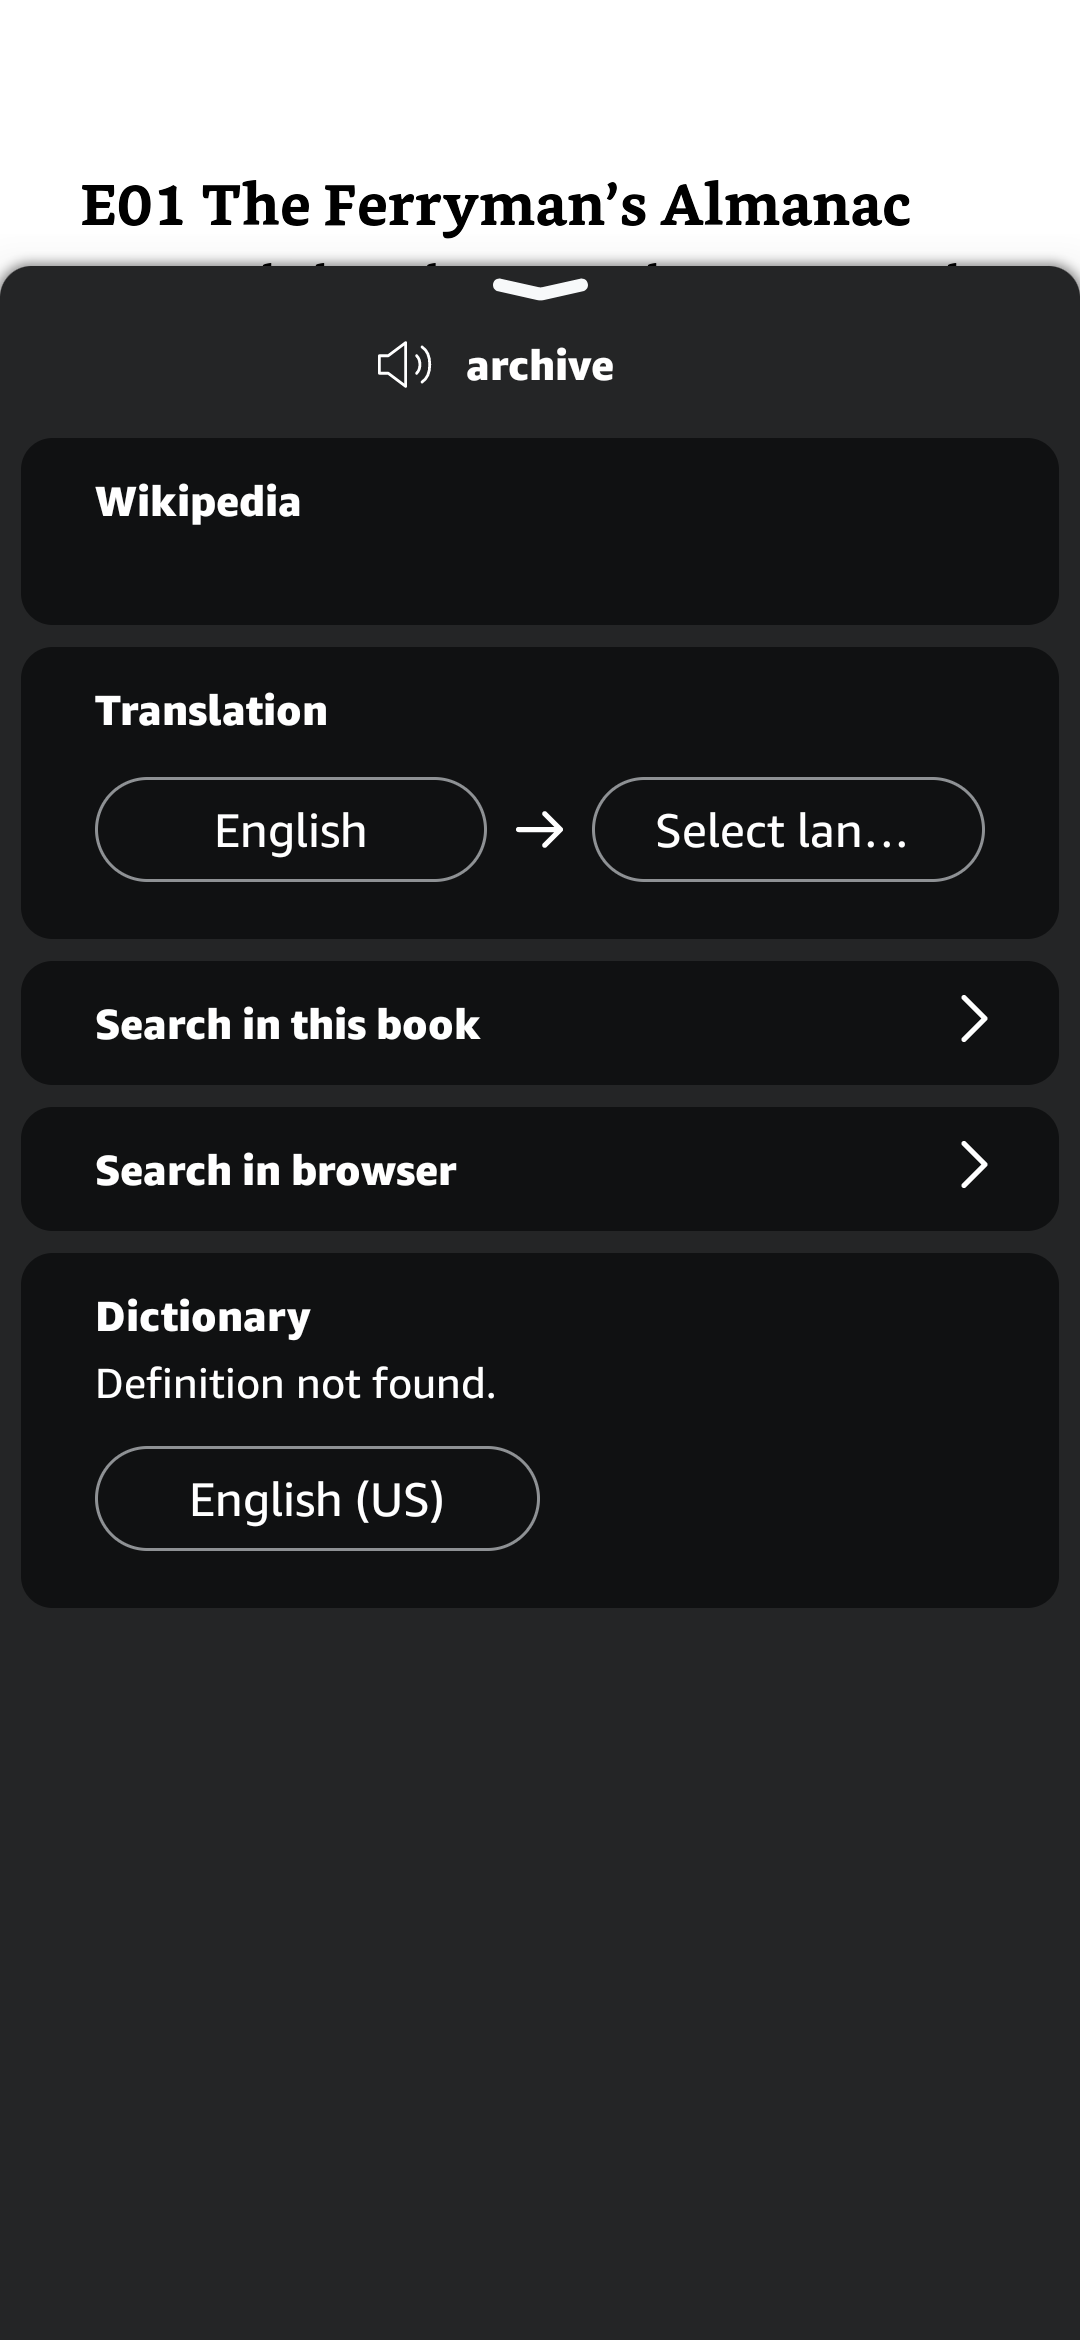 E01 The Ferryman’s Almanac
archive
Wikipedia
Translation
English
Select lan...
Search in this book
Search in browser
Dictionary
Definition not found.
English (US)